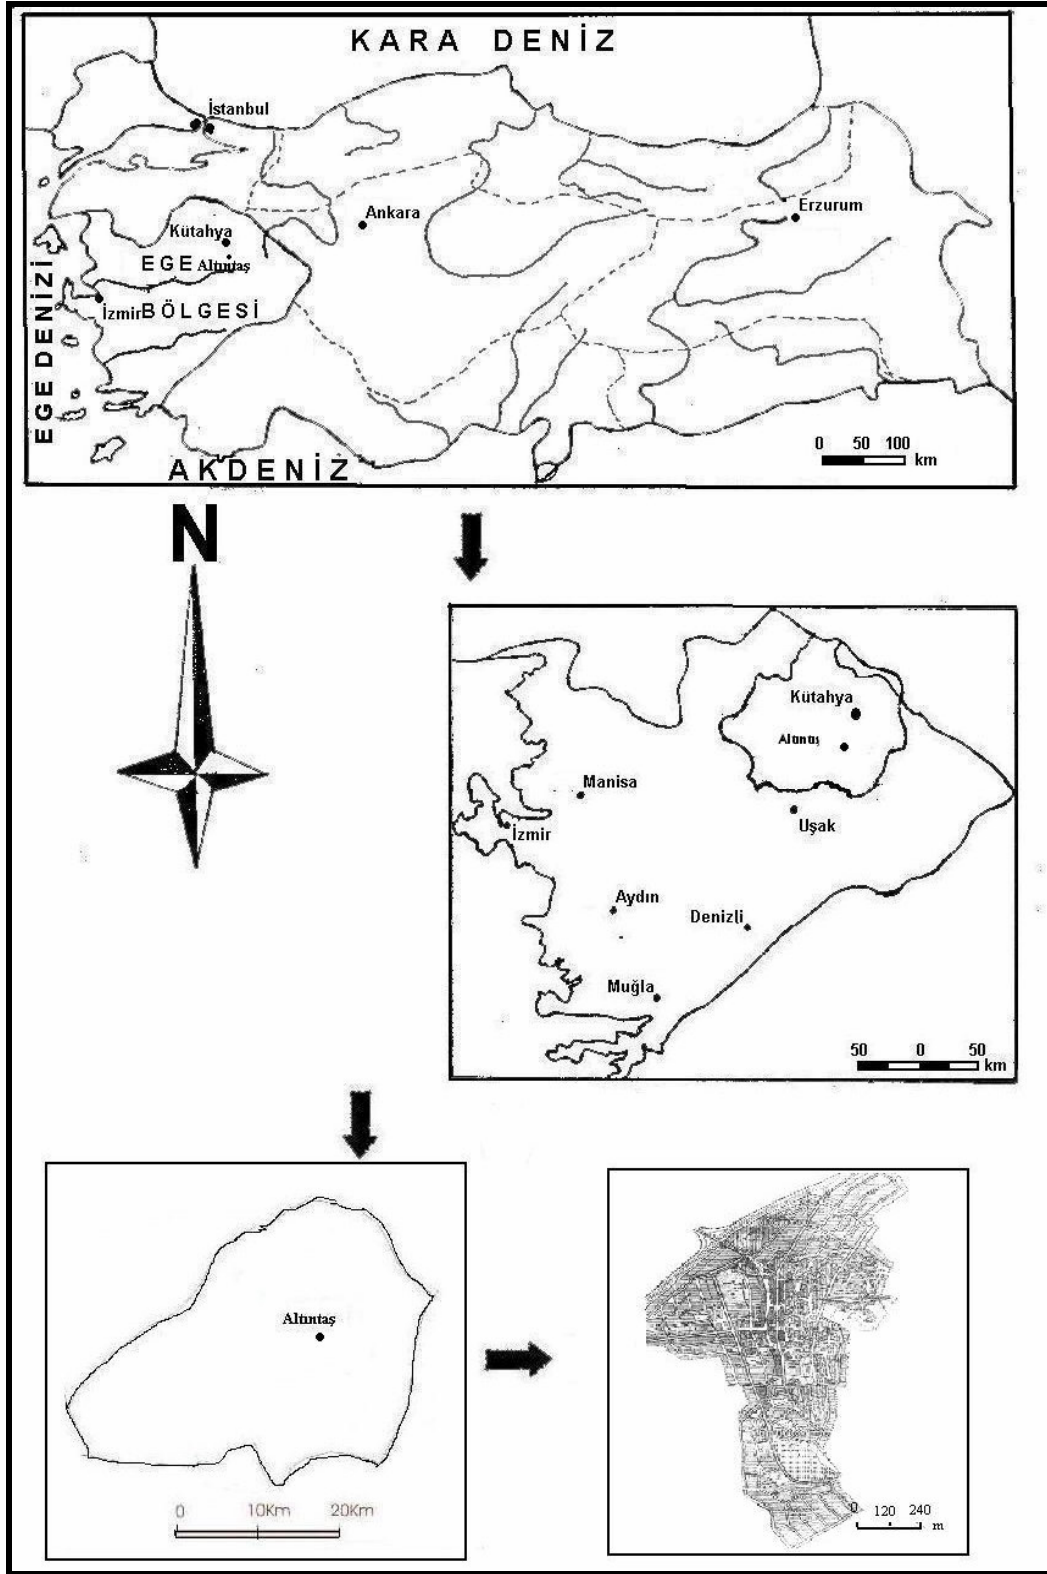 KARA DENİZ
İstanbul
Ankara
Erzurum
Kütahya
EGE Altıntaş
İzmir BÖLGESİ
EGE DENİZİ
AKDENİZ
0 50 100
km
N
Kütahya
Altıntaş
Manisa
Uşak
İzmir
Aydın
Denizli
Muğla
50 0 50
km
Altıntaş
0 10Km 20Km
0 120 240
m